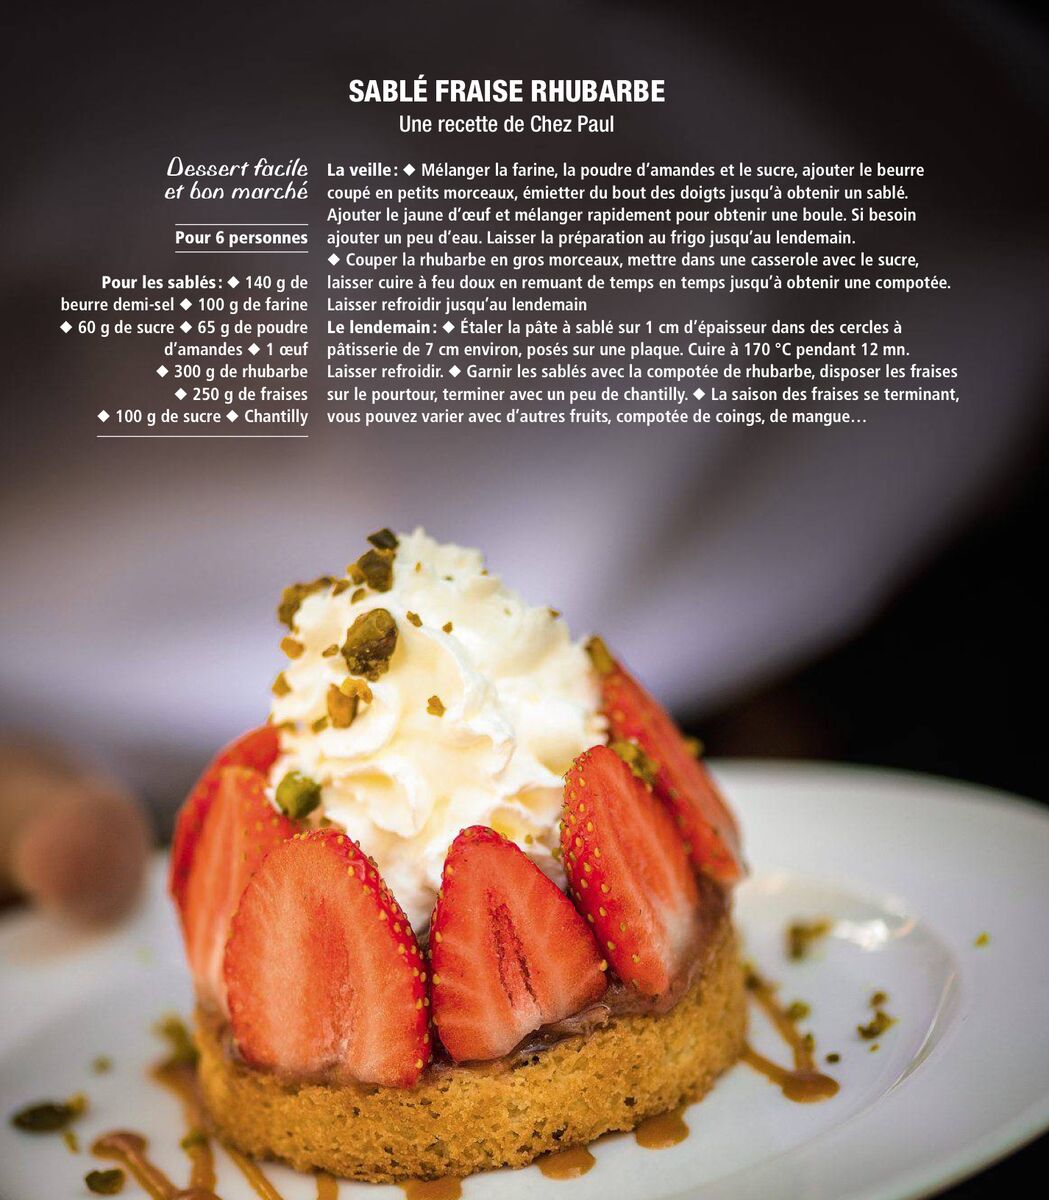 SABLÉ FRAISE RHUBARBE
Une recette de Chez Paul
Dessert facile
et bon marché
Pour 6 personnes
Pour les sablés : ◆ 140 g de
beurre demi-sel ◆ 100 g de farine
◆ 60 g de sucre ◆ 65 g de poudre
d’amandes ◆ 1 œuf
◆ 300 g de rhubarbe
◆ 250 g de fraises
◆ 100 g de sucre ◆ Chantilly
La veille : ◆ Mélanger la farine, la poudre d’amandes et le sucre, ajouter le beurre
coupé en petits morceaux, émietter du bout des doigts jusqu’à obtenir un sablé.
Ajouter le jaune d’œuf et mélanger rapidement pour obtenir une boule. Si besoin
ajouter un peu d’eau. Laisser la préparation au frigo jusqu’au lendemain.
◆ Couper la rhubarbe en gros morceaux, mettre dans une casserole avec le sucre,
laisser cuire à feu doux en remuant de temps en temps jusqu’à obtenir une compotée.
Laisser refroidir jusqu’au lendemain
Le lendemain : ◆ Étaler la pâte à sablé sur 1 cm d’épaisseur dans des cercles à
pâtisserie de 7 cm environ, posés sur une plaque. Cuire à 170 °C pendant 12 mn.
Laisser refroidir. ◆ Garnir les sablés avec la compotée de rhubarbe, disposer les fraises
sur le pourtour, terminer avec un peu de chantilly. ◆ La saison des fraises se terminant,
vous pouvez varier avec d’autres fruits, compotée de coings, de mangue…